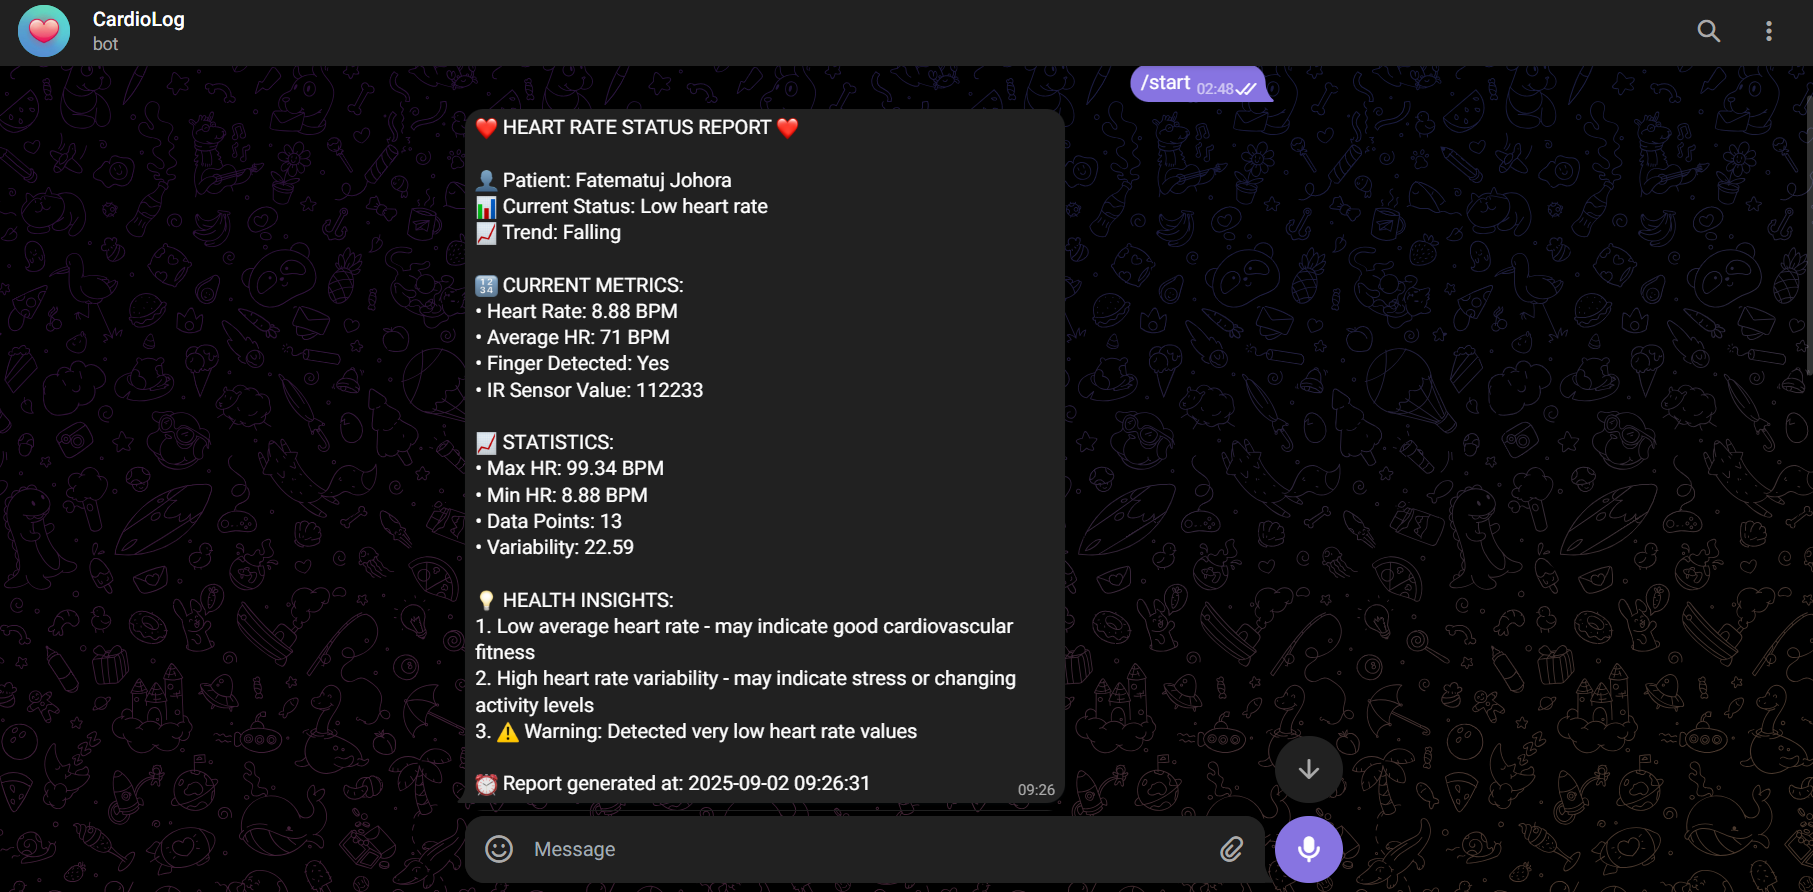 CardioLog
bot
/start 02:48
❤️ HEART RATE STATUS REPORT ❤️
👤 Patient: Fatematuj Johora
📊 Current Status: Low heart rate
📈 Trend: Falling
🔢 CURRENT METRICS:
• Heart Rate: 8.88 BPM
• Average HR: 71 BPM
• Finger Detected: Yes
• IR Sensor Value: 112233
📈 STATISTICS:
• Max HR: 99.34 BPM
• Min HR: 8.88 BPM
• Data Points: 13
• Variability: 22.59
💡 HEALTH INSIGHTS:
1. Low average heart rate - may indicate good cardiovascular
fitness
2. High heart rate variability - may indicate stress or changing
activity levels
3. ⚠️ Warning: Detected very low heart rate values
⏰ Report generated at: 2025-09-02 09:26:31
09:26
Message